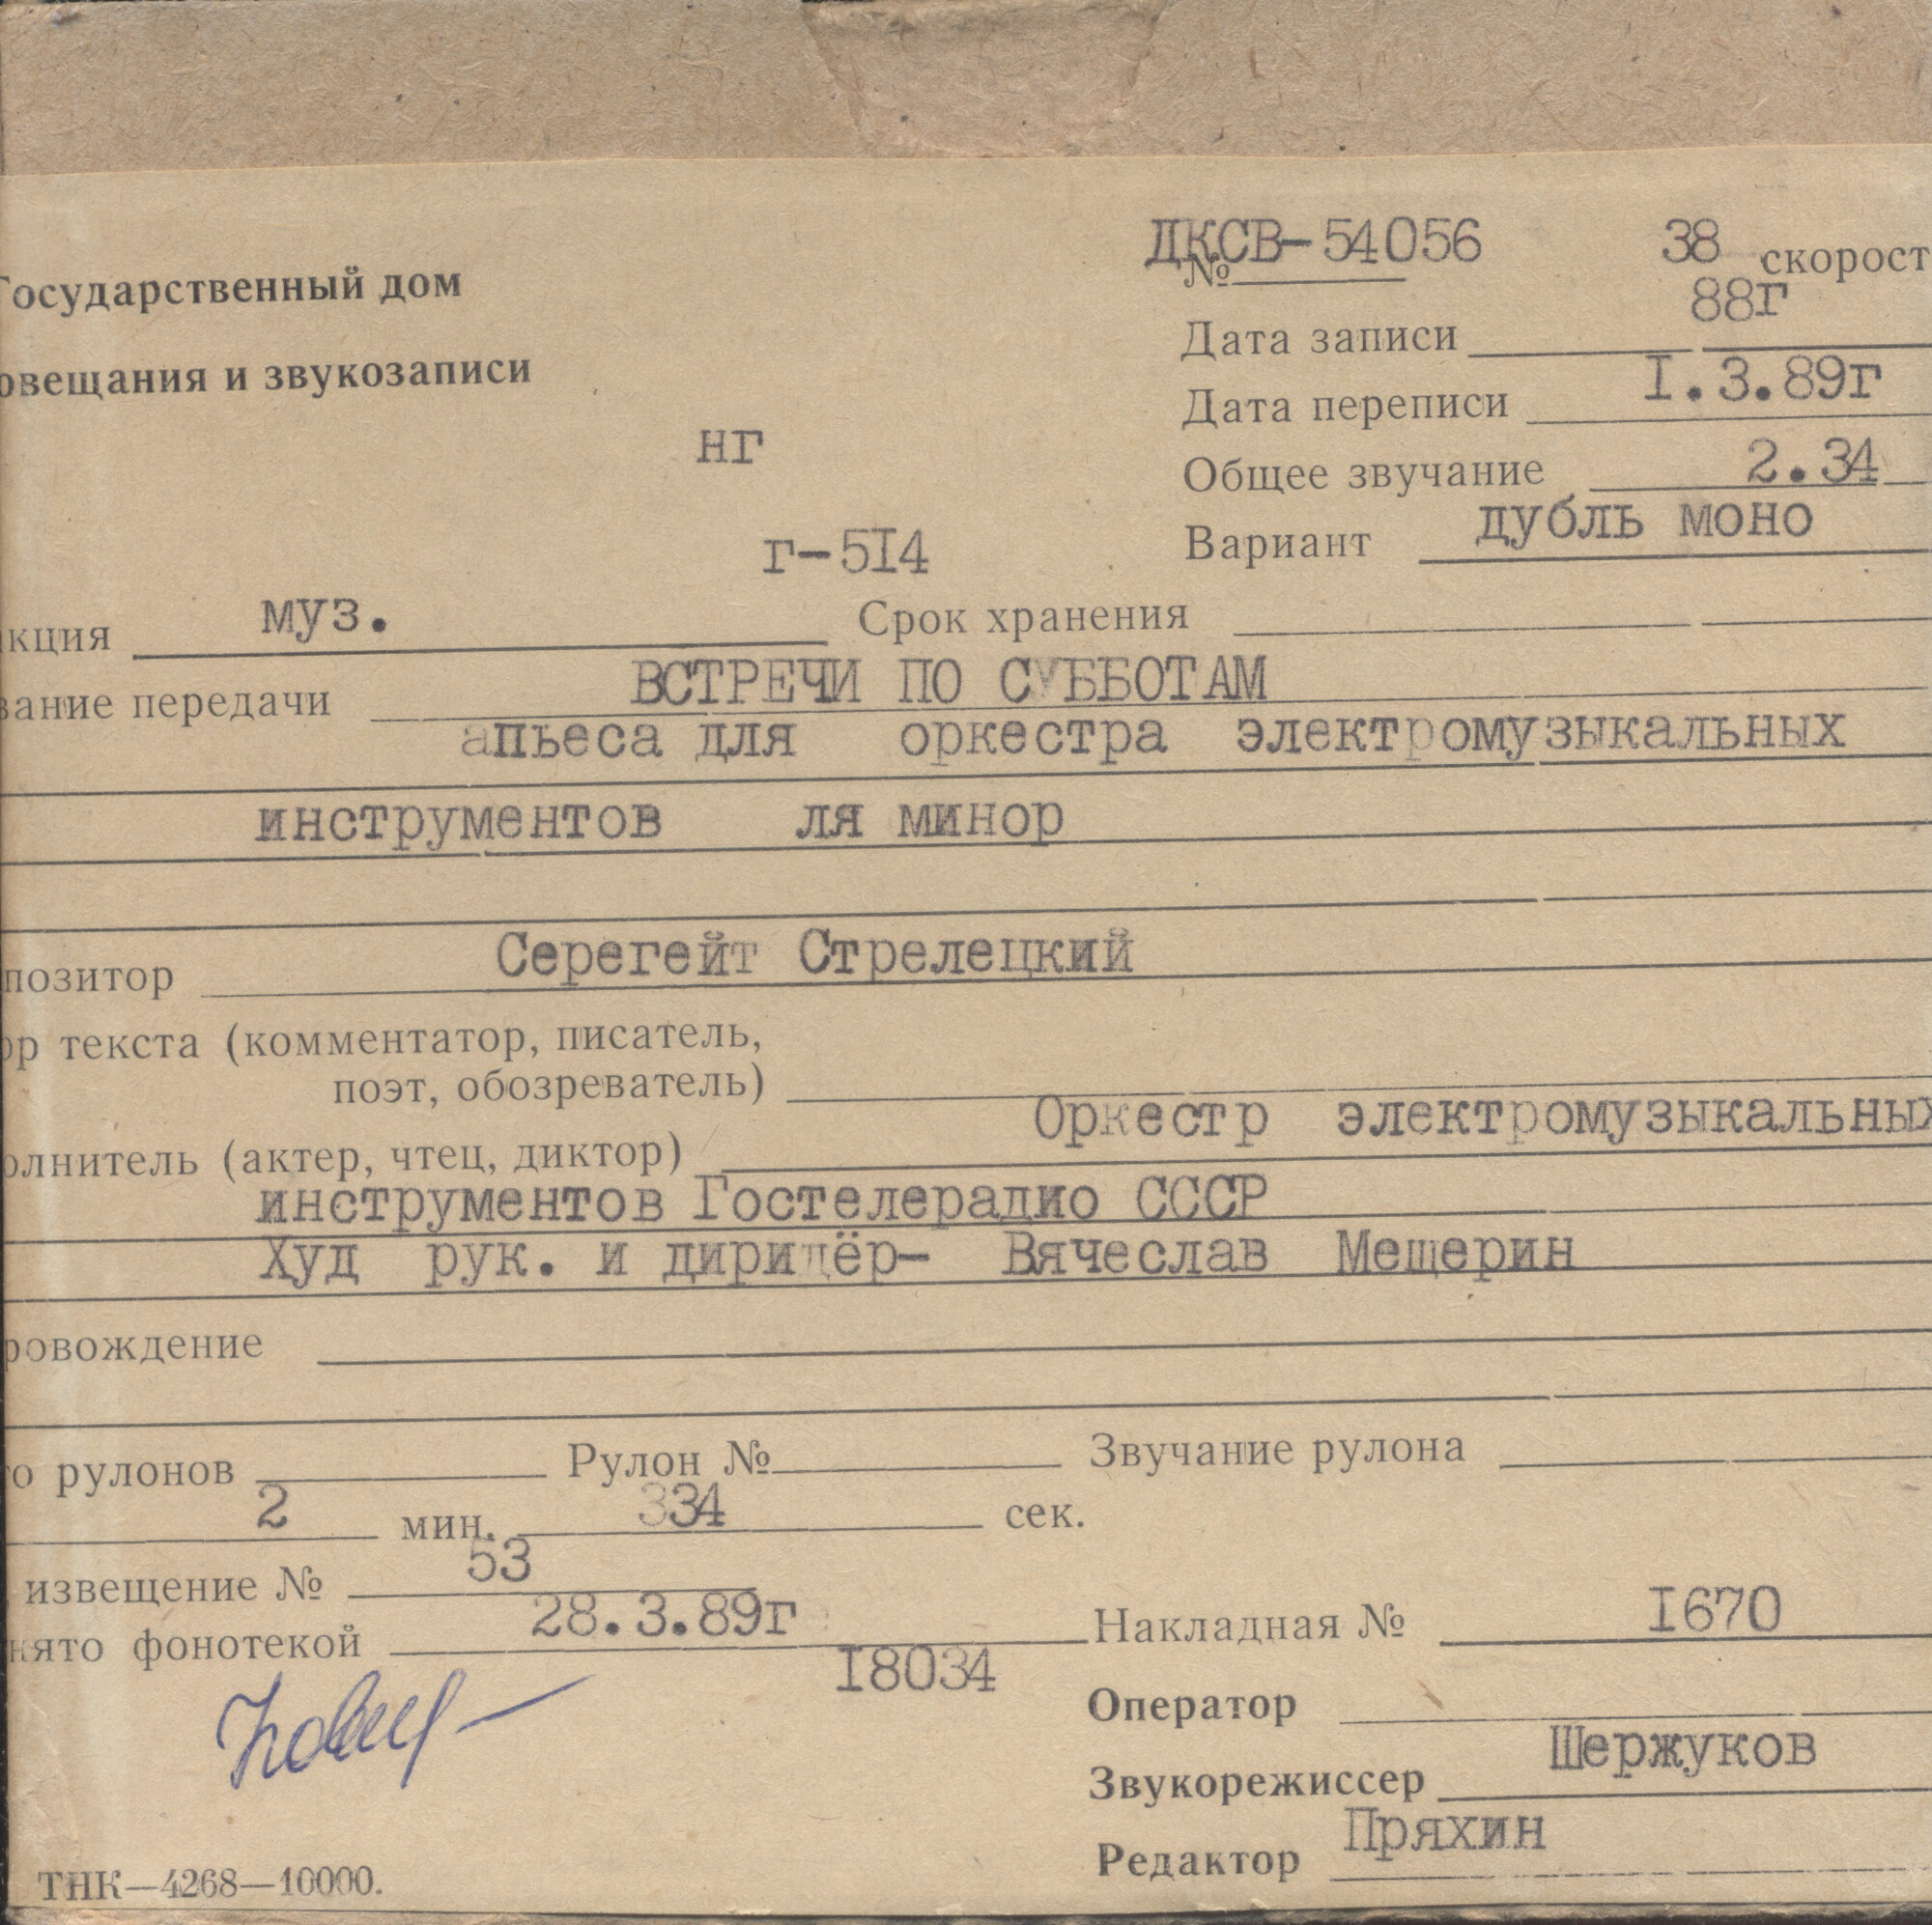 ДКСВ-54056 38 скорост
№
Государственный дом
88г
Дата записи
овещания и звукозаписи
I.3.89г
Дата переписи
нг
2.34
Общее звучание
г-5I4
дубль моно
Вариант
муз.
кция Срок хранения
ВСТРЕЧИ ПО СУББОТАМ
вание передачи
апьеса для оркестра электромузыкальных
инструментов ля минор
Серегейт Стрелецкий
позитор
ор текста (комментатор, писатель,
поэт, обозреватель)
Оркестр электромузыкальных
олнитель (актер, чтец, диктор)
инструментов Гостелерадио СССР
Худ рук. и диридёр- Вячеслав Мещерин
ровождение
го рулонов Рулон № Звучание рулона
2 мин. 334 сек.
53
извещение №
28.3.89г
нято фонотекой
Накладная № I670
I8034
Оператор
Шержуков
Звукорежиссер
Пряхин
Редактор
ТНК—4268—10000.